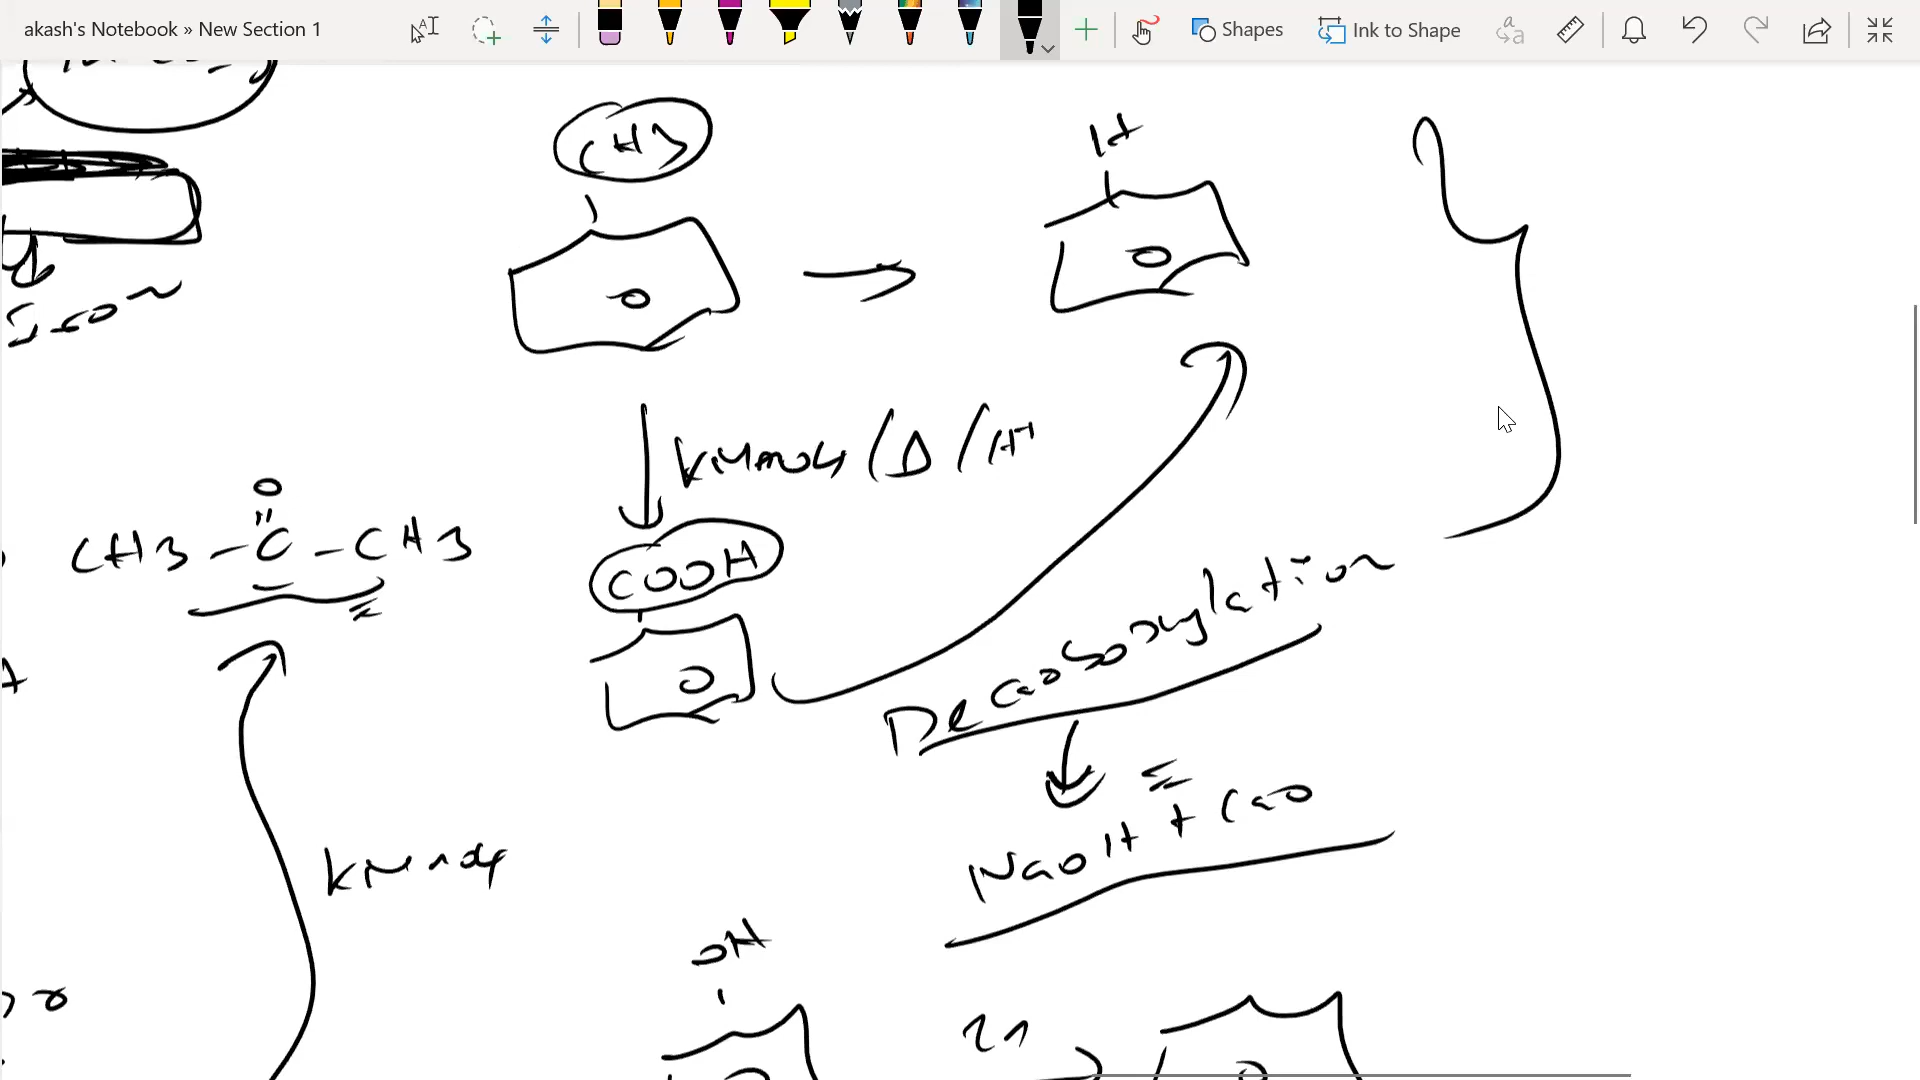 akash's Notebook » New Section 1
Shapes
Ink to Shape
CH3
H
KMnO4 / Δ / H+
O
CH3 - C - CH3
COOH
Decarboxylation
NaOH + CaO
KMnO4
OH
Zn